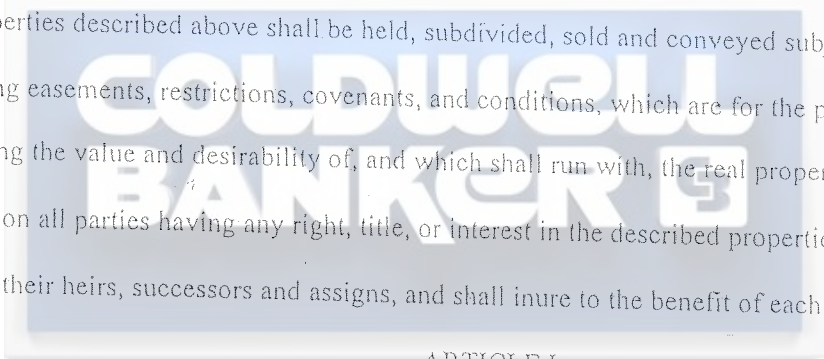 perties described above shall be held, subdivided, sold and conveyed sub
ng easements, restrictions, covenants, and conditions, which are for the p
ng the value and desirability of, and which shall run with, the real proper
on all parties having any right, title, or interest in the described properti
their heirs, successors and assigns, and shall inure to the benefit of each
ARTICLE I
COLDWELL
BANKER CB